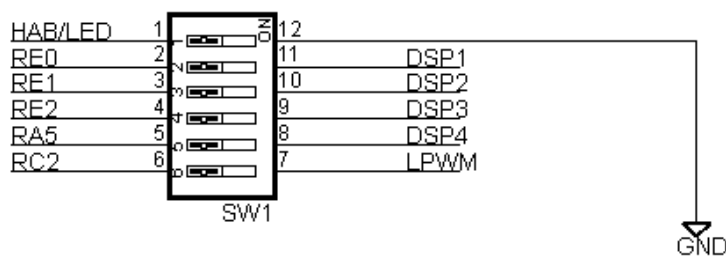 HAB/LED 1 ON 12
RE0 2 11 DSP1
RE1 3 10 DSP2
RE2 4 9 DSP3
RA5 5 8 DSP4
RC2 6 7 LPWM
1
2
3
4
5
6
SW1
GND